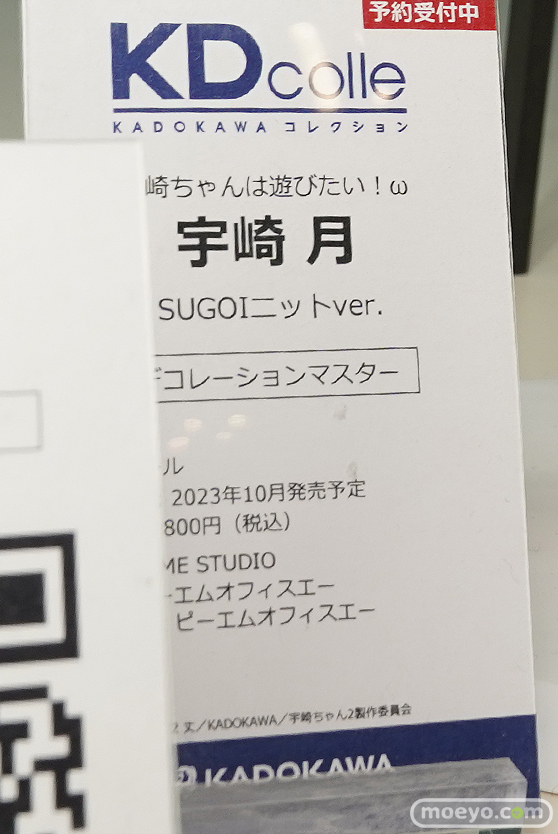 予約受付中
KDcolle
KADOKAWA コレクション
崎ちゃんは遊びたい！ω
宇崎 月
SUGOIニットver.
デコレーションマスター
ル
2023年10月発売予定
800円（税込）
ME STUDIO
ーエムオフィスエー
ピーエムオフィスエー
丈／KADOKAWA／宇崎ちゃん2製作委員会
KADOKAWA
moeyo.com